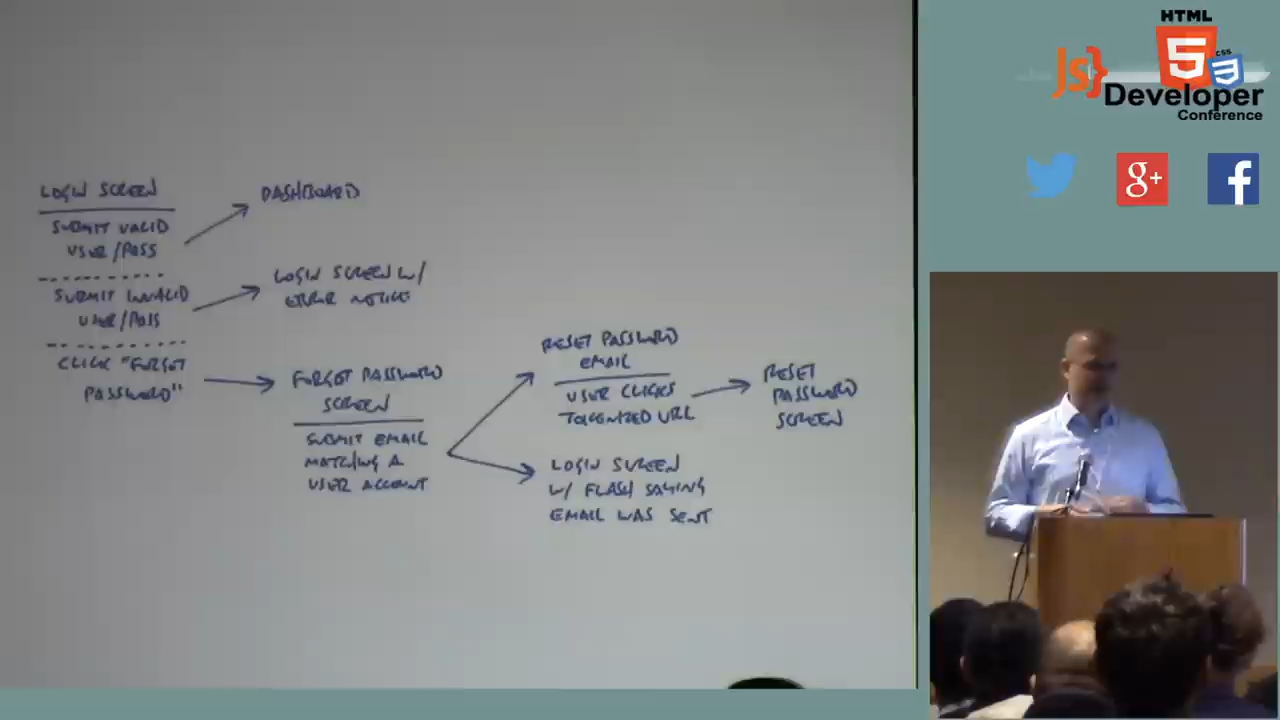 LOGIN SCREEN
SUBMIT VALID
USER/PASS
SUBMIT INVALID
USER/PASS
CLICK "FORGOT
PASSWORD"
DASHBOARD
LOGIN SCREEN W/
ERROR NOTICE
FORGOT PASSWORD
SCREEN
SUBMIT EMAIL
MATCHING A
USER ACCOUNT
RESET PASSWORD
EMAIL
USER CLICKS
TOKENIZED URL
LOGIN SCREEN
W/ FLASH SAYING
EMAIL WAS SENT
RESET
PASSWORD
SCREEN
HTML
JS} 5 CSS 3
Developer
Conference
g+ f